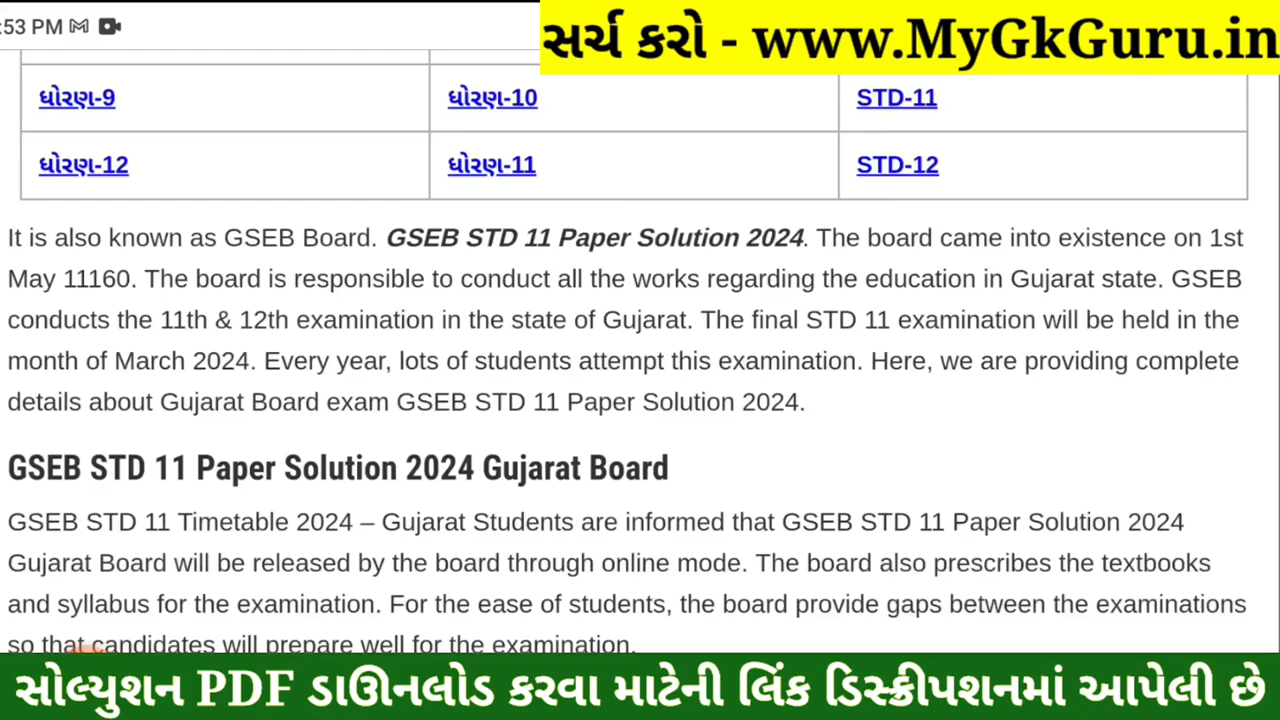 :53 PM
સર્ચ કરો - www.MyGkGuru.in
ધોરણ-9 ધોરણ-10 STD-11
ધોરણ-12 ધોરણ-11 STD-12
It is also known as GSEB Board. GSEB STD 11 Paper Solution 2024. The board came into existence on 1st
May 11160. The board is responsible to conduct all the works regarding the education in Gujarat state. GSEB
conducts the 11th & 12th examination in the state of Gujarat. The final STD 11 examination will be held in the
month of March 2024. Every year, lots of students attempt this examination. Here, we are providing complete
details about Gujarat Board exam GSEB STD 11 Paper Solution 2024.
GSEB STD 11 Paper Solution 2024 Gujarat Board
GSEB STD 11 Timetable 2024 – Gujarat Students are informed that GSEB STD 11 Paper Solution 2024
Gujarat Board will be released by the board through online mode. The board also prescribes the textbooks
and syllabus for the examination. For the ease of students, the board provide gaps between the examinations
so that candidates will prepare well for the examination.
સોલ્યુશન PDF ડાઊનલોડ કરવા માટેની લિંક ડિસ્ક્રીપશનમાં આપેલી છે